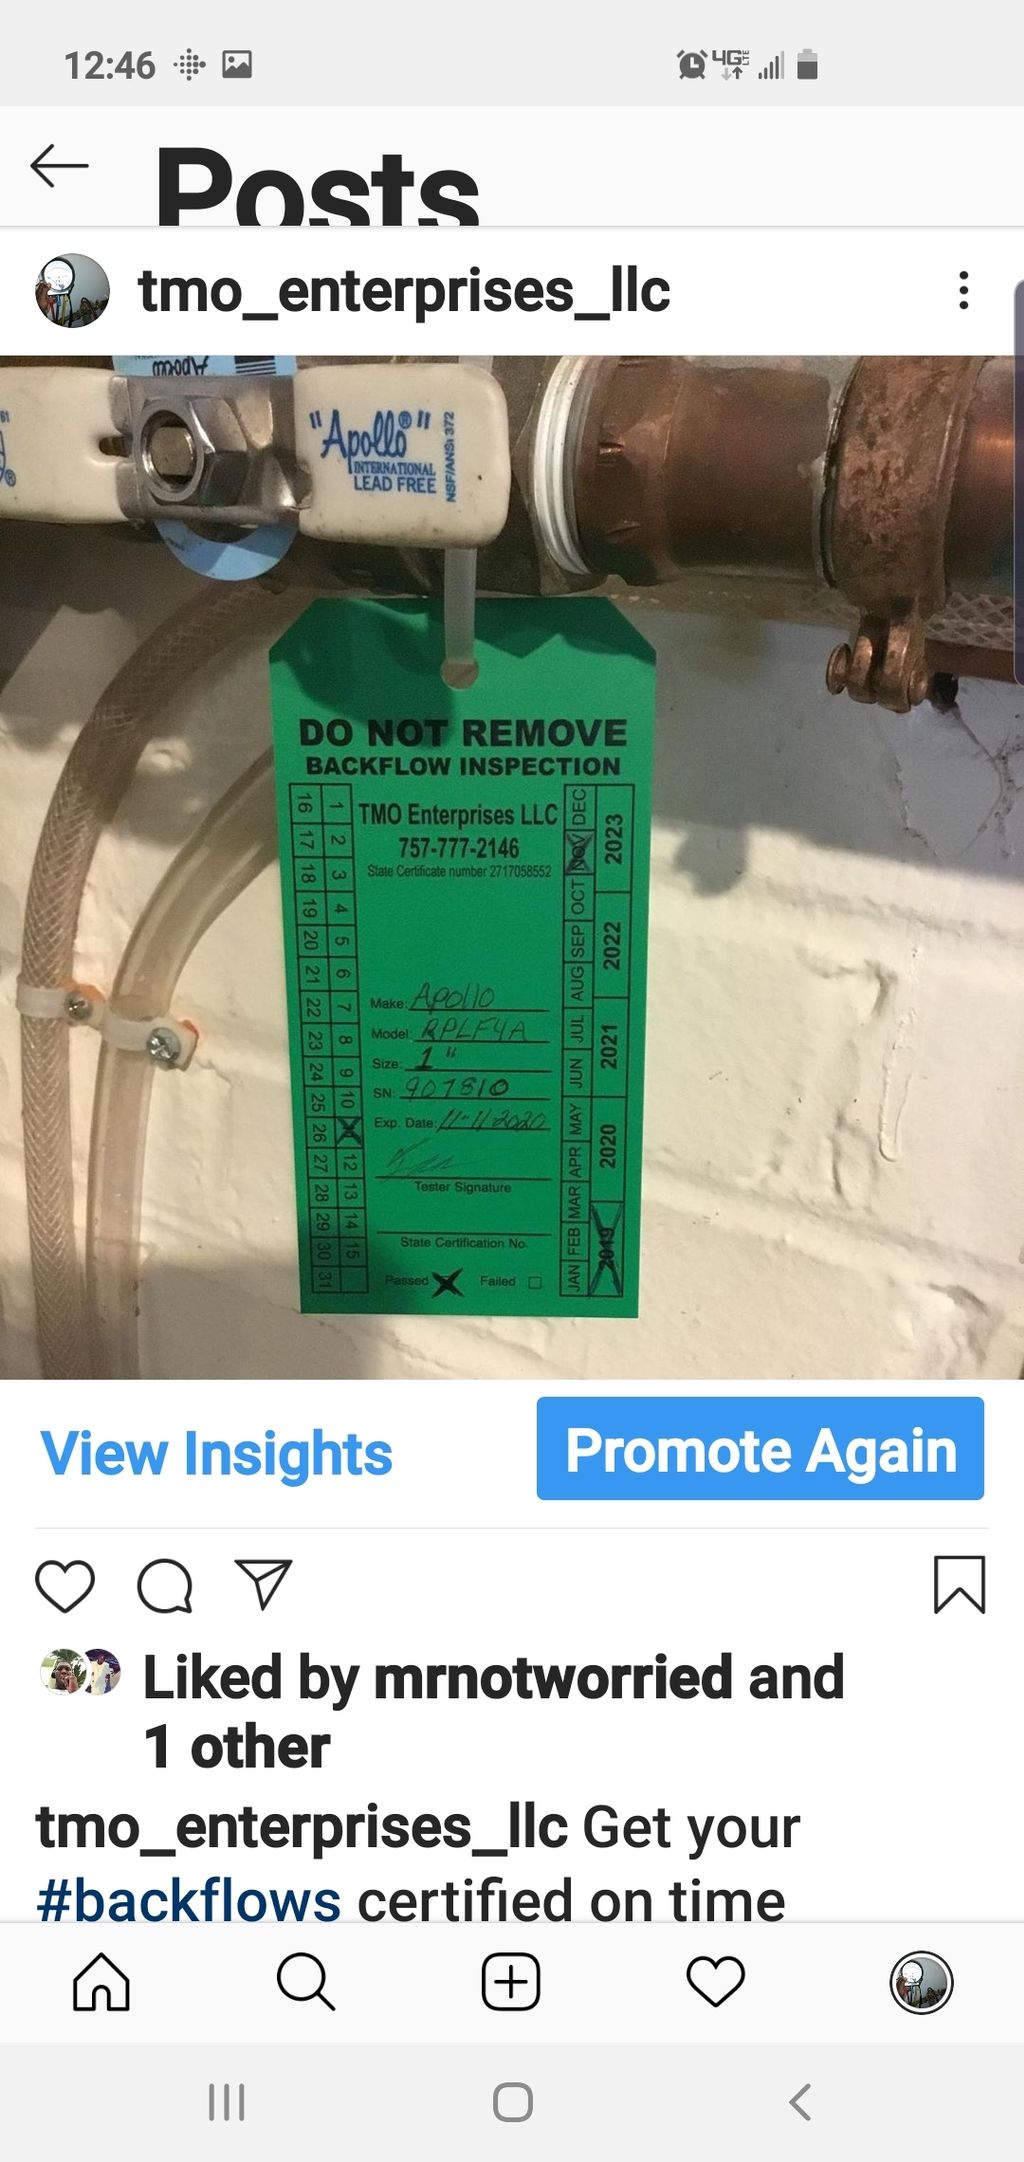 12:46
4G LTE
Posts
tmo_enterprises_llc
Apollo
"Apollo®"
INTERNATIONAL
LEAD FREE
NSF/ANSI 372
61
®
DO NOT REMOVE
BACKFLOW INSPECTION
TMO Enterprises LLC
757-777-2146
State Certificate number 2717058552
Make: Apollo
Model: RPLF4A
Size: 1"
SN: 907810
Exp. Date: 11-11-2020
Tester Signature
State Certification No.
Passed X Failed
16 17 18 19 20 21 22 23 24 25 26 27 28 29 30 31
1 2 3 4 5 6 7 8 9 10 X 12 13 14 15
JAN FEB MAR APR MAY JUN JUL AUG SEP OCT NOV DEC
2019 2020 2021 2022 2023
View Insights
Promote Again
Liked by mrnotworried and
1 other
tmo_enterprises_llc Get your
#backflows certified on time